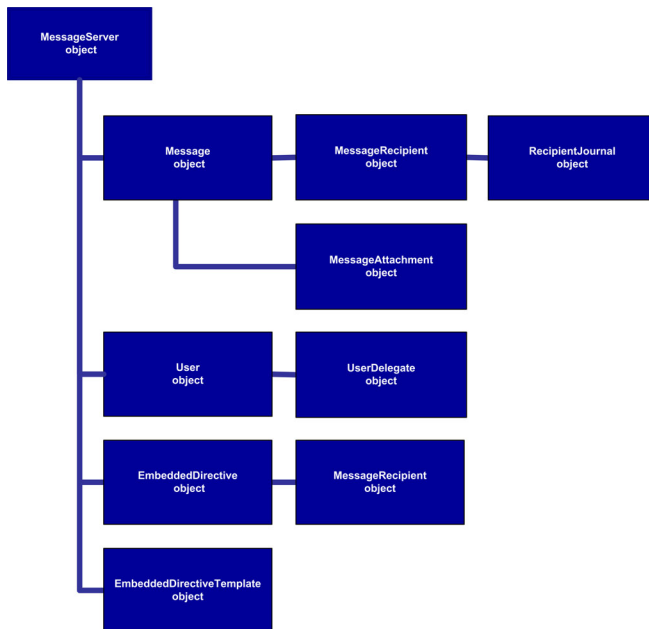 MessageServer
object
Message
object
MessageRecipient
object
RecipientJournal
object
MessageAttachment
object
User
object
UserDelegate
object
EmbeddedDirective
object
MessageRecipient
object
EmbeddedDirectiveTemplate
object